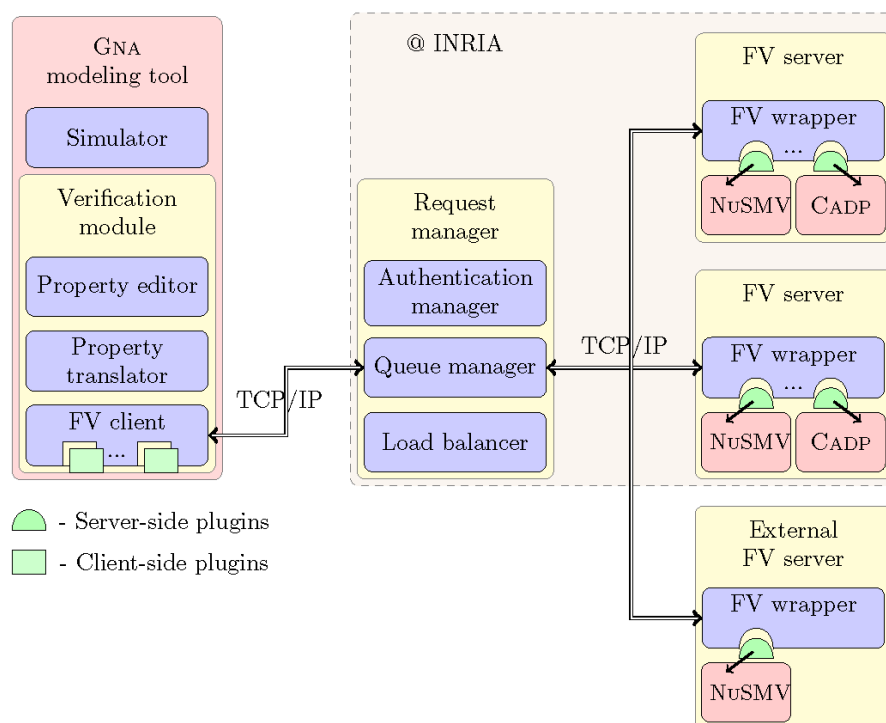 GNA
modeling tool
Simulator
Verification
module
Property editor
Property
translator
FV client
...
TCP/IP
@ INRIA
Request
manager
Authentication
manager
Queue manager
Load balancer
TCP/IP
FV server
FV wrapper
...
NUSMV
CADP
FV server
FV wrapper
...
NUSMV
CADP
External
FV server
FV wrapper
NUSMV
- Server-side plugins
- Client-side plugins